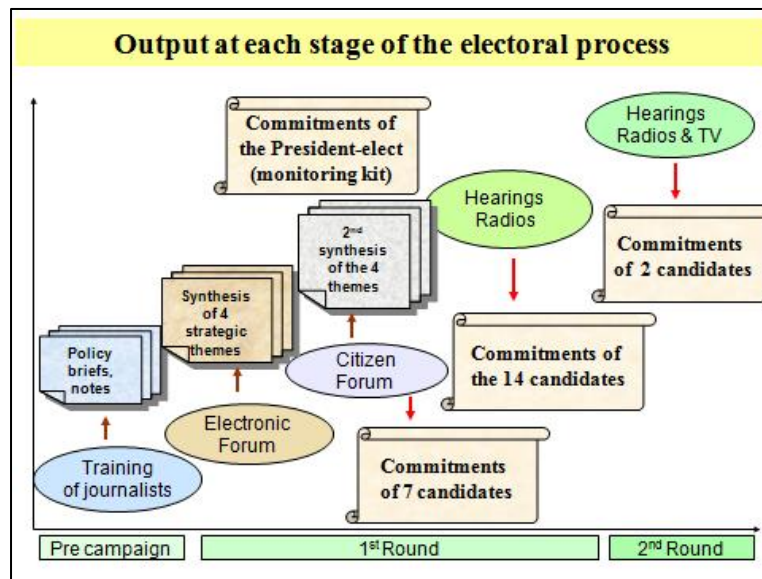 Output at each stage of the electoral process
Commitments of
the President-elect
(monitoring kit)
Hearings
Radios & TV
Hearings
Radios
2nd
synthesis
of the 4
themes
Commitments
of 2 candidates
Synthesis
of 4
strategic
themes
Policy
briefs,
notes
Citizen
Forum
Commitments of
the 14 candidates
Electronic
Forum
Training
of journalists
Commitments
of 7 candidates
Pre campaign
1st Round
2nd Round